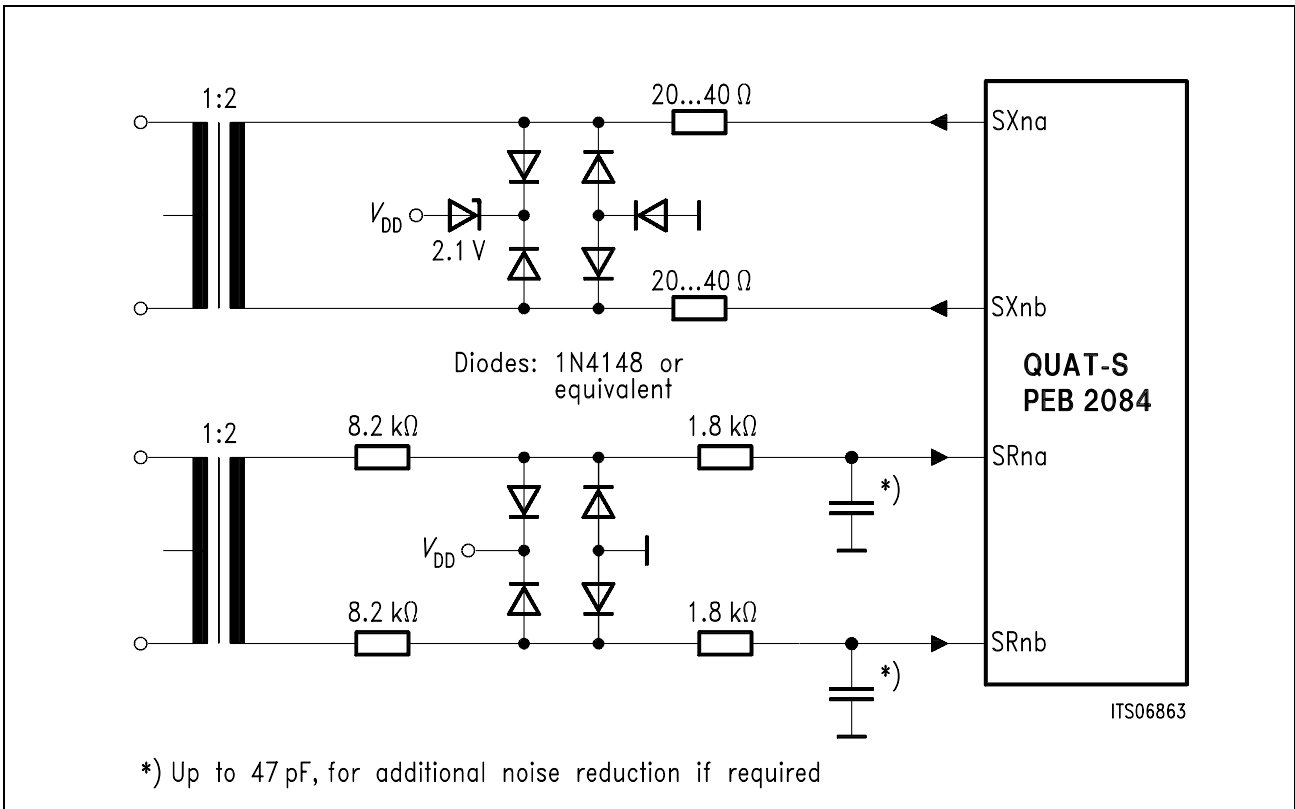 1:2
20...40 Ω
SXna
VDD
2.1 V
20...40 Ω
SXnb
Diodes: 1N4148 or
equivalent
QUAT-S
PEB 2084
1:2
8.2 kΩ
1.8 kΩ
SRna
*)
VDD
8.2 kΩ
1.8 kΩ
SRnb
*)
ITS06863
*) Up to 47 pF, for additional noise reduction if required